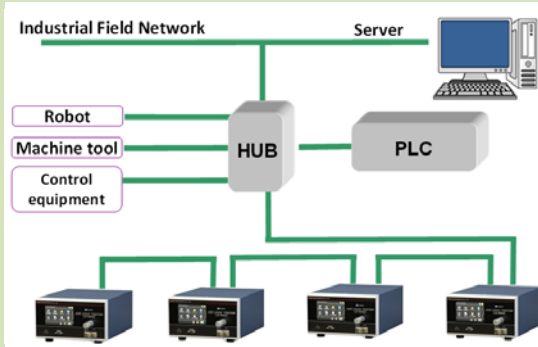 Industrial Field Network
Server
Robot
Machine tool
Control
equipment
HUB
PLC